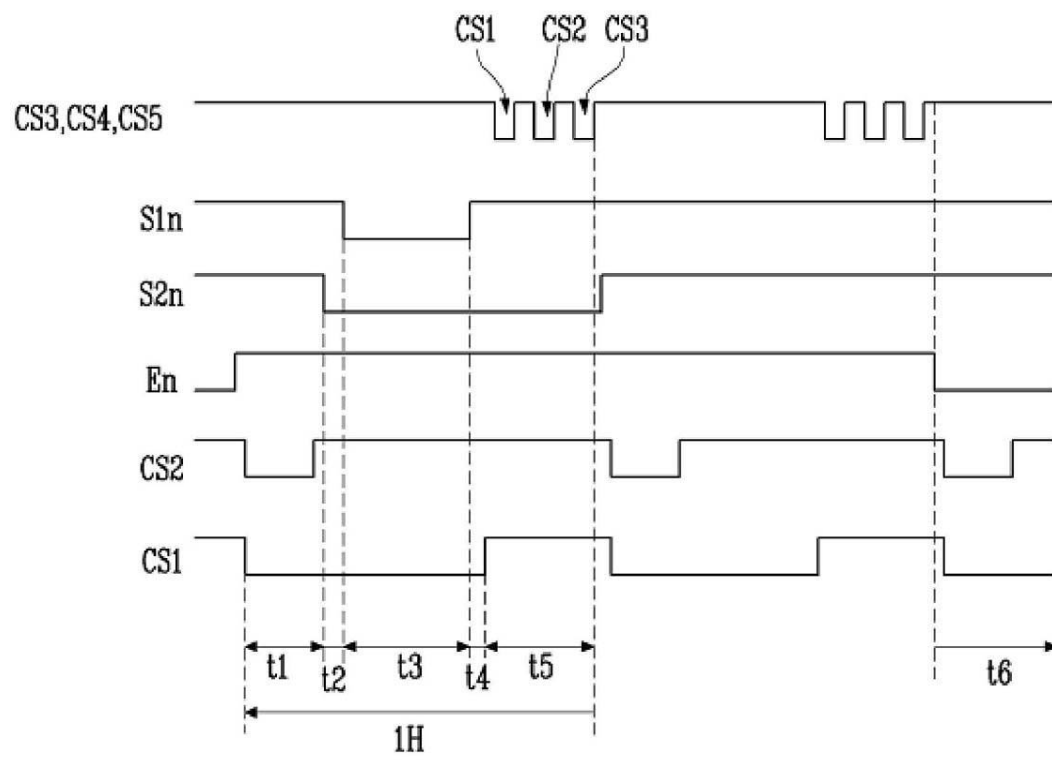 CS1 CS2 CS3
CS3,CS4,CS5
S1n
S2n
En
CS2
CS1
t1 t2 t3 t4 t5 t6
1H